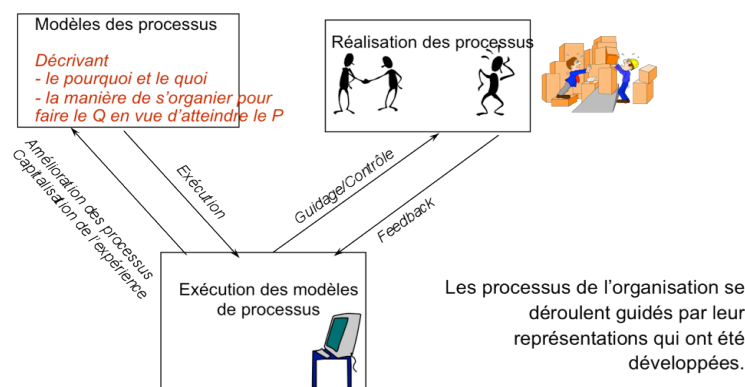 Modèles des processus
Décrivant
- le pourquoi et le quoi
- la manière de s'organier pour
faire le Q en vue d'atteindre le P
Réalisation des processus
Amélioration des processus
Capitalisation de l'expérience
Exécution
Guidage/Contrôle
Feedback
Exécution des modèles
de processus
Les processus de l'organisation se
déroulent guidés par leur
représentations qui ont été
développées.